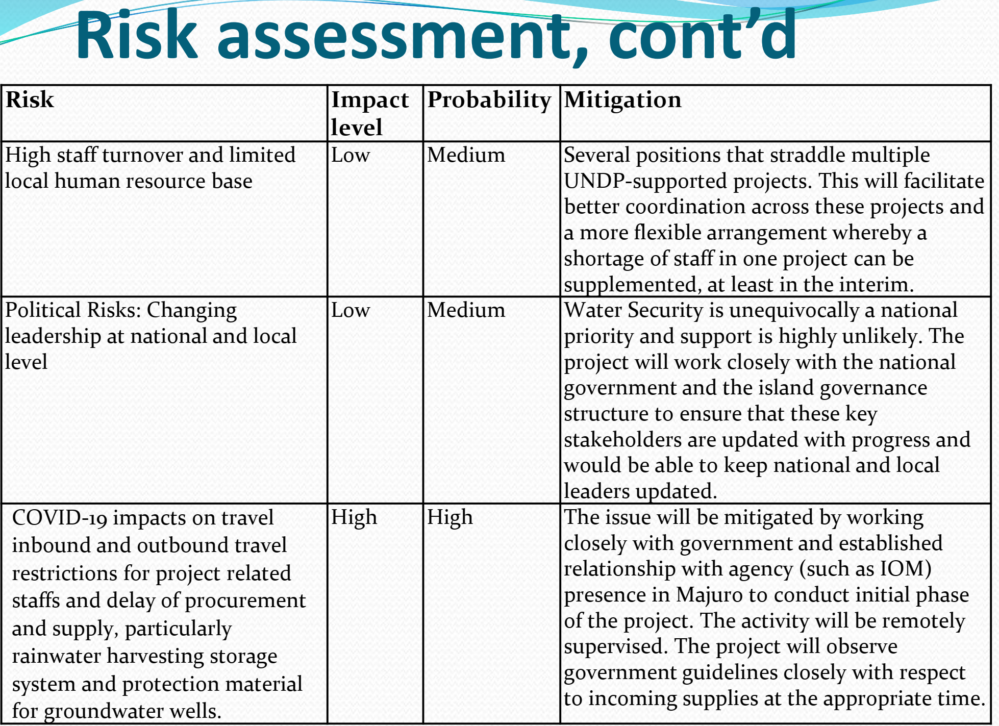 Risk assessment, cont’d
Risk
Impact
level
Probability
Mitigation
High staff turnover and limited
local human resource base
Low
Medium
Several positions that straddle multiple
UNDP-supported projects. This will facilitate
better coordination across these projects and
a more flexible arrangement whereby a
shortage of staff in one project can be
supplemented, at least in the interim.
Political Risks: Changing
leadership at national and local
level
Low
Medium
Water Security is unequivocally a national
priority and support is highly unlikely. The
project will work closely with the national
government and the island governance
structure to ensure that these key
stakeholders are updated with progress and
would be able to keep national and local
leaders updated.
COVID-19 impacts on travel
inbound and outbound travel
restrictions for project related
staffs and delay of procurement
and supply, particularly
rainwater harvesting storage
system and protection material
for groundwater wells.
High
High
The issue will be mitigated by working
closely with government and established
relationship with agency (such as IOM)
presence in Majuro to conduct initial phase
of the project. The activity will be remotely
supervised. The project will observe
government guidelines closely with respect
to incoming supplies at the appropriate time.